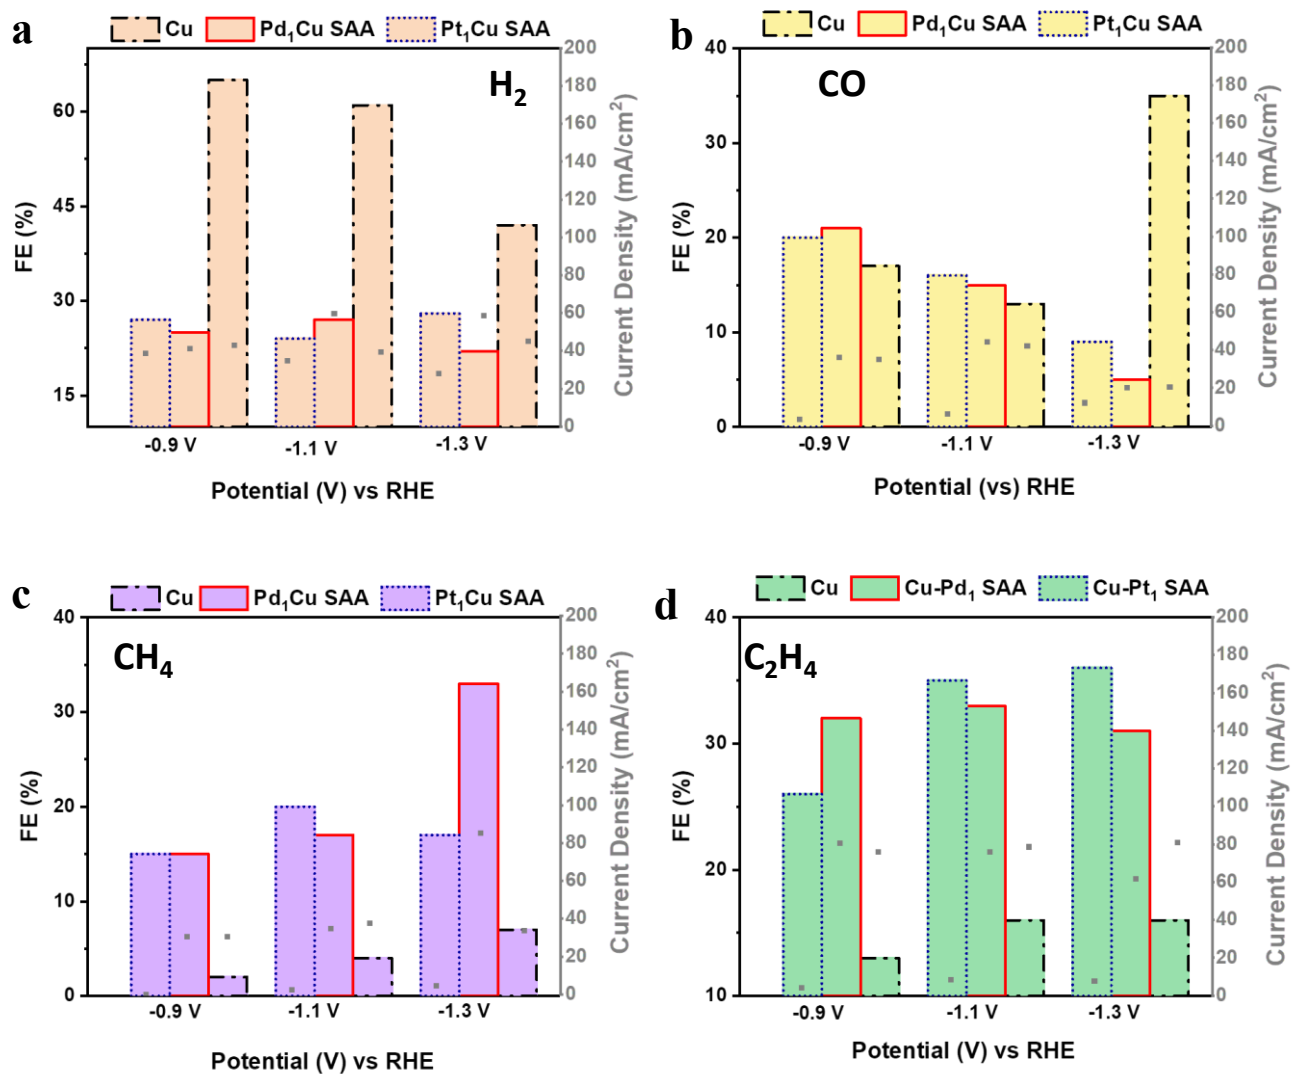 a
Cu Pd₁Cu SAA Pt₁Cu SAA
H₂
60
45
30
15
FE (%)
200
180
160
140
120
100
80
60
40
20
0
Current Density (mA/cm²)
-0.9 V -1.1 V -1.3 V
Potential (V) vs RHE
b
Cu Pd₁Cu SAA Pt₁Cu SAA
CO
40
30
20
10
0
FE (%)
200
180
160
140
120
100
80
60
40
20
0
Current Density (mA/cm²)
-0.9 V -1.1 V -1.3 V
Potential (vs) RHE
c
Cu Pd₁Cu SAA Pt₁Cu SAA
CH₄
40
30
20
10
0
FE (%)
200
180
160
140
120
100
80
60
40
20
0
Current Density (mA/cm²)
-0.9 V -1.1 V -1.3 V
Potential (V) vs RHE
d
Cu Cu-Pd₁ SAA Cu-Pt₁ SAA
C₂H₄
40
30
20
10
FE (%)
200
180
160
140
120
100
80
60
40
20
0
Current Density (mA/cm²)
-0.9 V -1.1 V -1.3 V
Potential (V) vs RHE